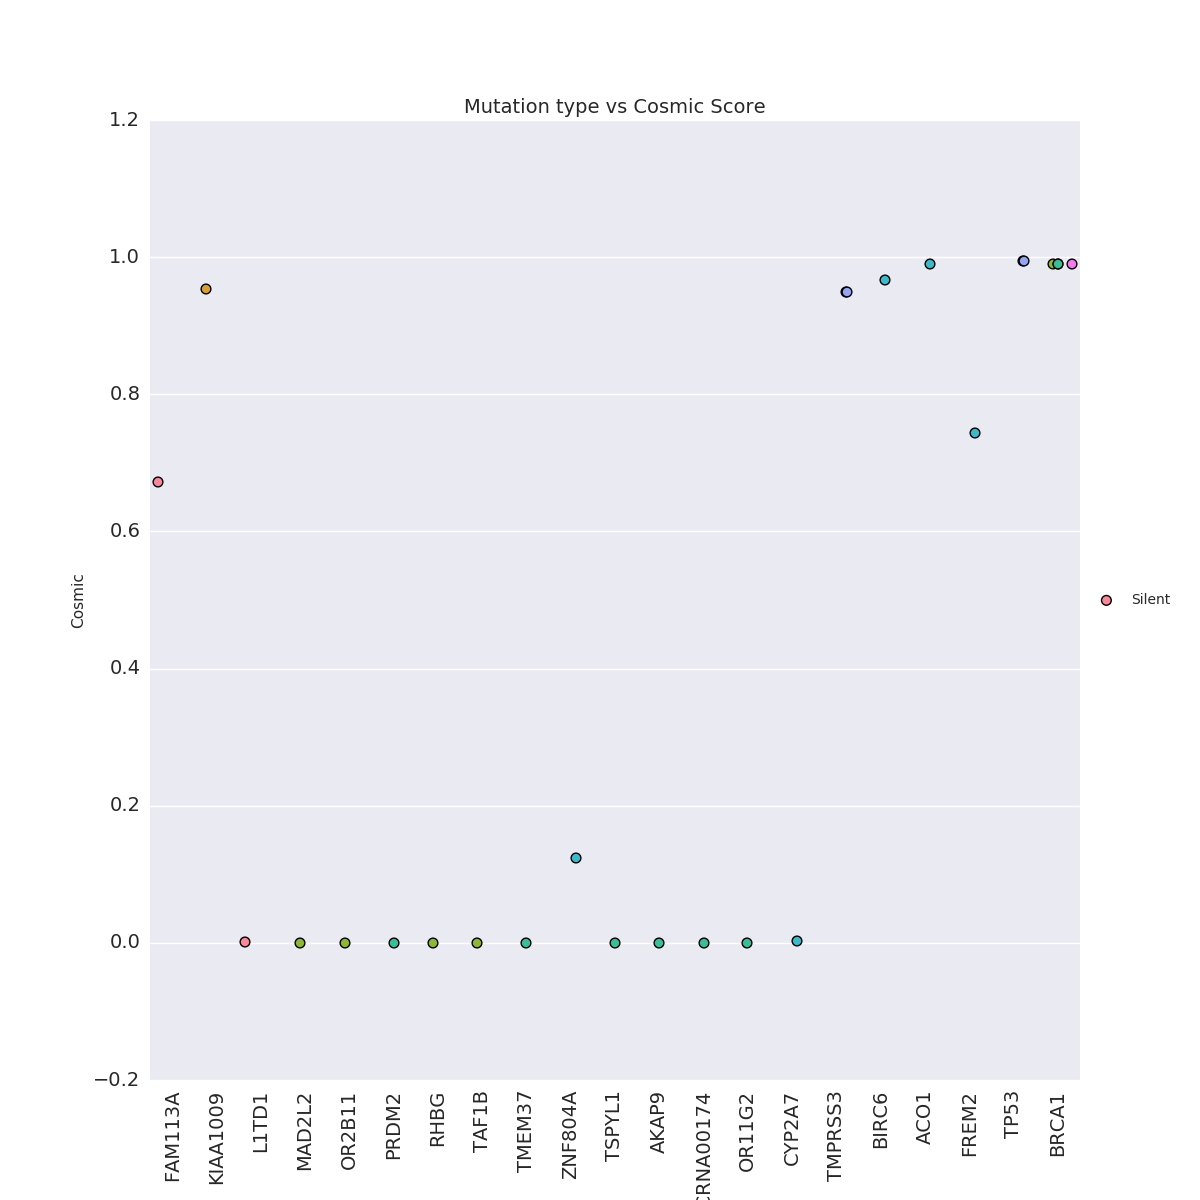 Mutation type vs Cosmic Score
1.2
1.0
0.8
0.6
0.4
0.2
0.0
−0.2
Cosmic
Silent
FAM113A
KIAA1009
L1TD1
MAD2L2
OR2B11
PRDM2
RHBG
TAF1B
TMEM37
ZNF804A
TSPYL1
AKAP9
CRNA00174
OR11G2
CYP2A7
TMPRSS3
BIRC6
ACO1
FREM2
TP53
BRCA1